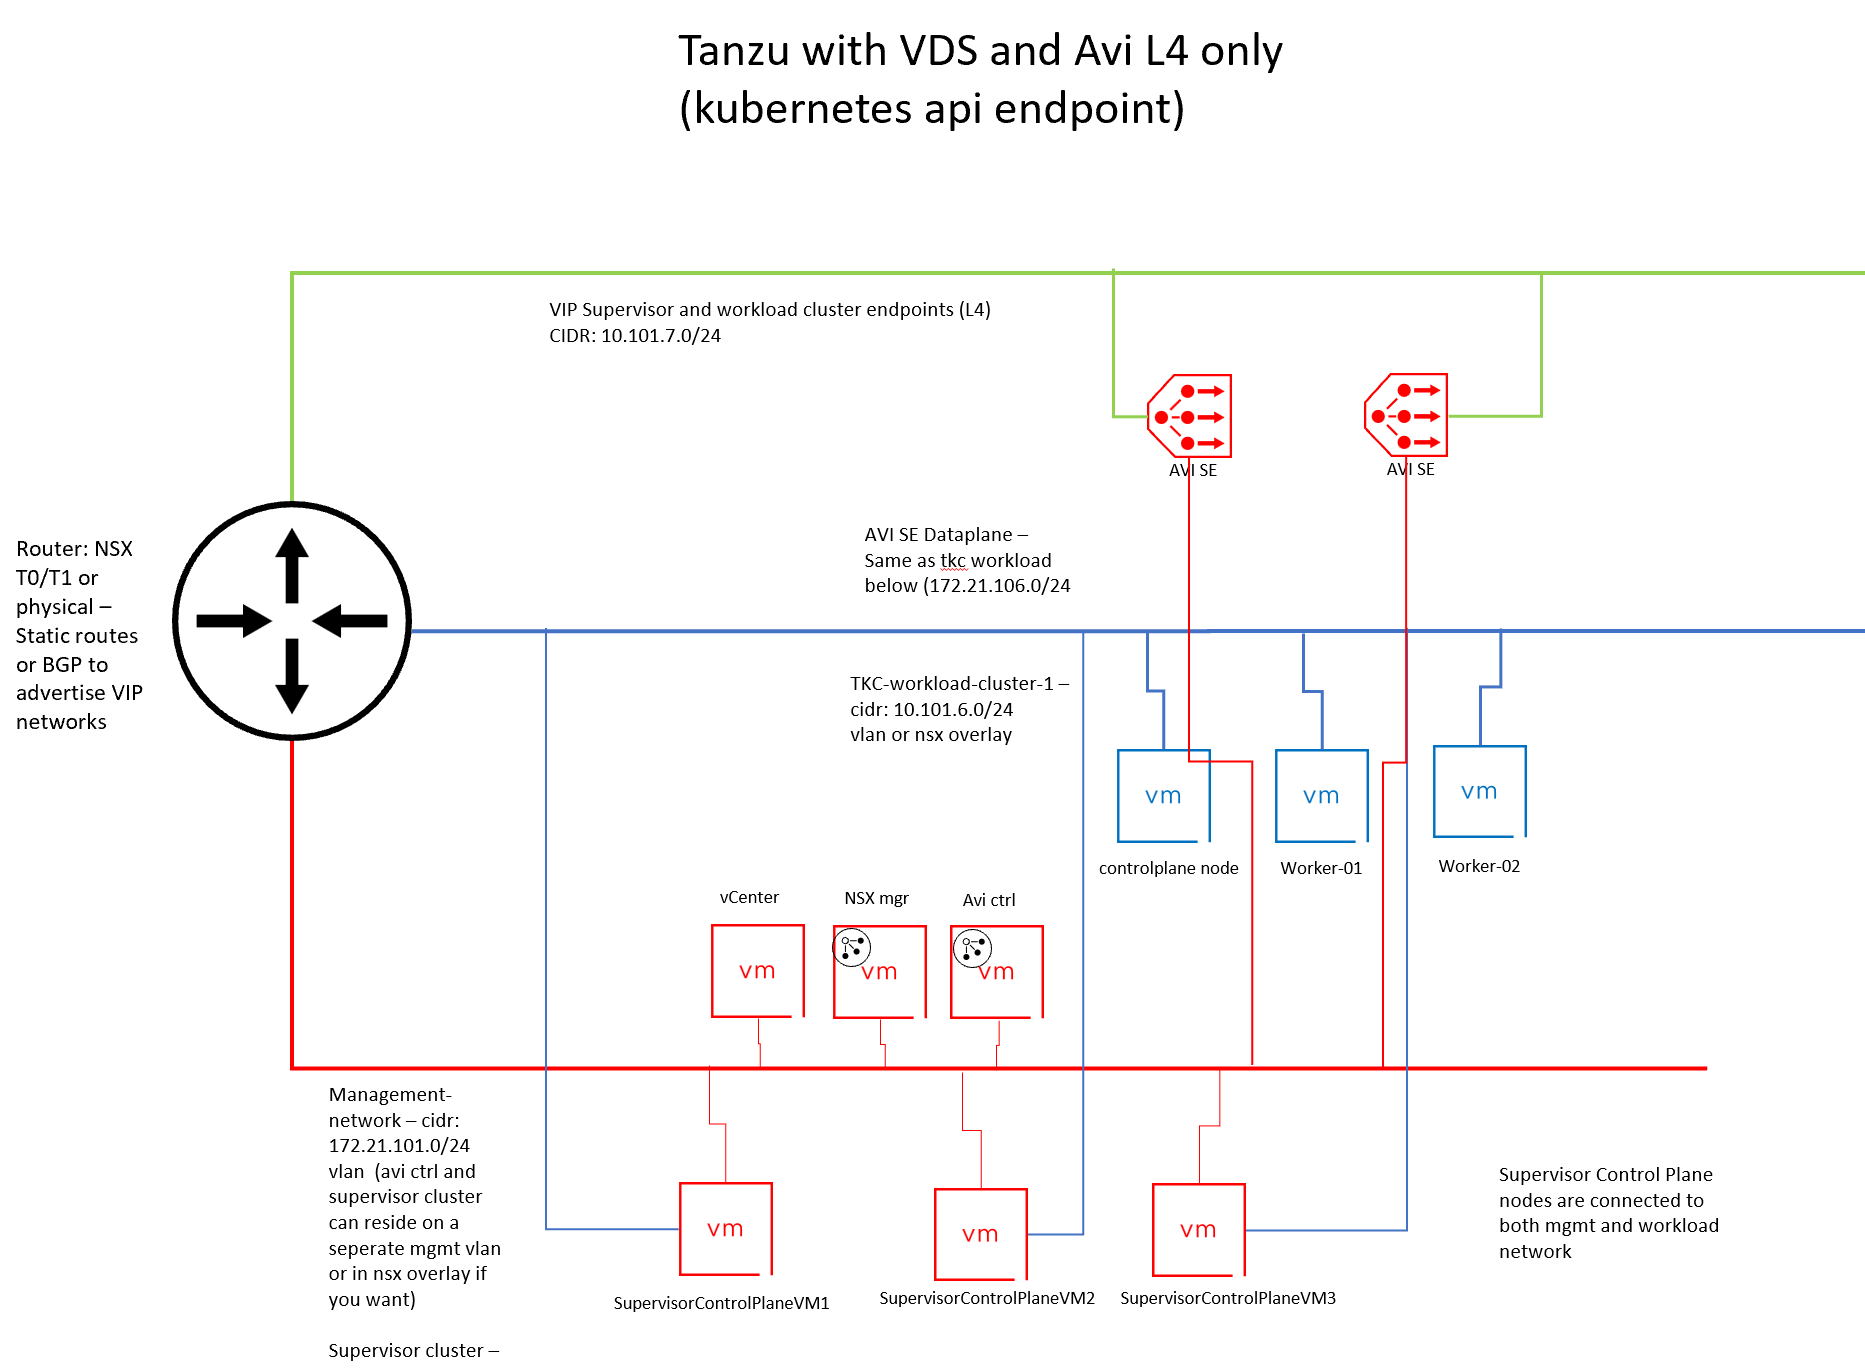 Tanzu with VDS and Avi L4 only
(kubernetes api endpoint)
VIP Supervisor and workload cluster endpoints (L4)
CIDR: 10.101.7.0/24
AVI SE
AVI SE
Router: NSX
T0/T1 or
physical –
Static routes
or BGP to
advertise VIP
networks
AVI SE Dataplane –
Same as tkc workload
below (172.21.106.0/24
TKC-workload-cluster-1 –
cidr: 10.101.6.0/24
vlan or nsx overlay
vm
vm
vm
controlplane node
Worker-01
Worker-02
vCenter
NSX mgr
Avi ctrl
vm
vm
vm
Management-
network – cidr:
172.21.101.0/24
vlan  (avi ctrl and
supervisor cluster
can reside on a
seperate mgmt vlan
or in nsx overlay if
you want)
Supervisor cluster –
vm
vm
vm
SupervisorControlPlaneVM1
SupervisorControlPlaneVM2
SupervisorControlPlaneVM3
Supervisor Control Plane
nodes are connected to
both mgmt and workload
network